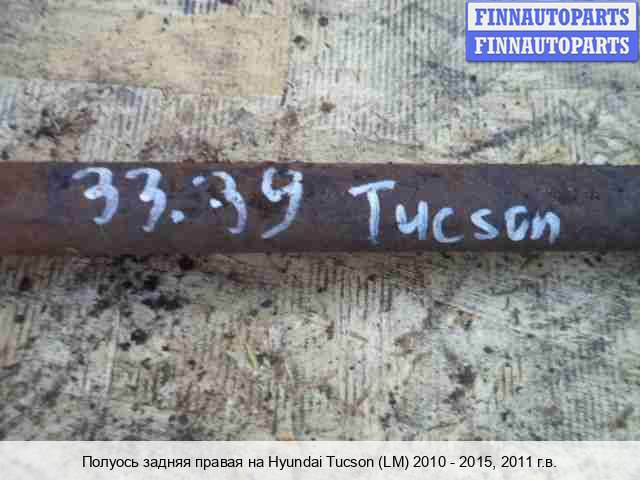 FINNAUTOPARTS
FINNAUTOPARTS
33.39 Tucson
Полуось задняя правая на Hyundai Tucson (LM) 2010 - 2015, 2011 г.в.